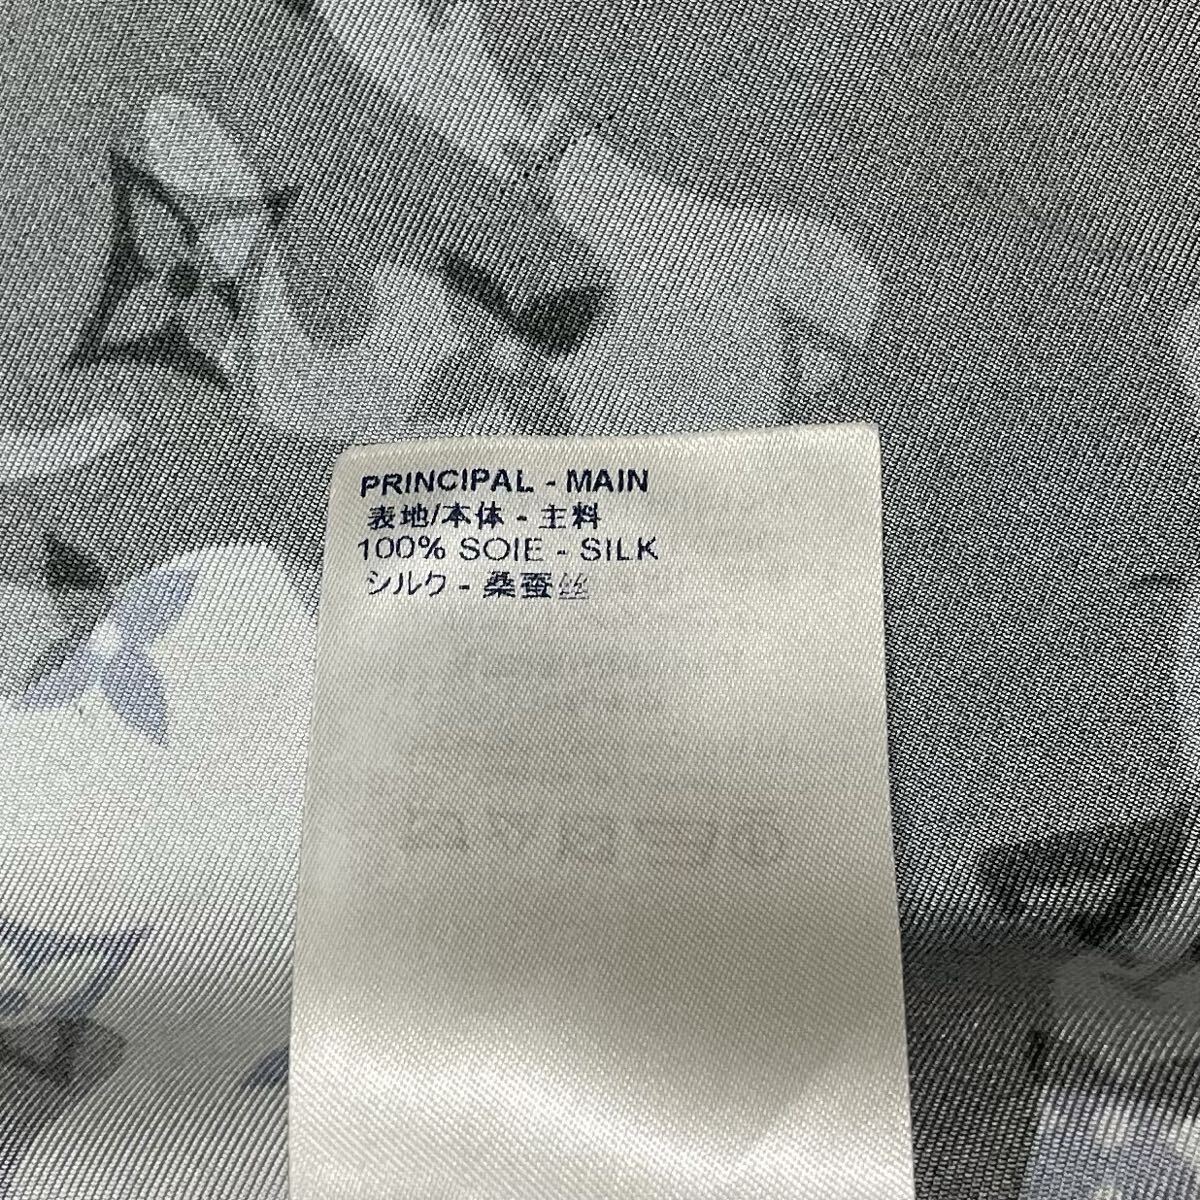 PRINCIPAL - MAIN
表地/本体 - 主料
100% SOIE - SILK
シルク - 桑蚕丝